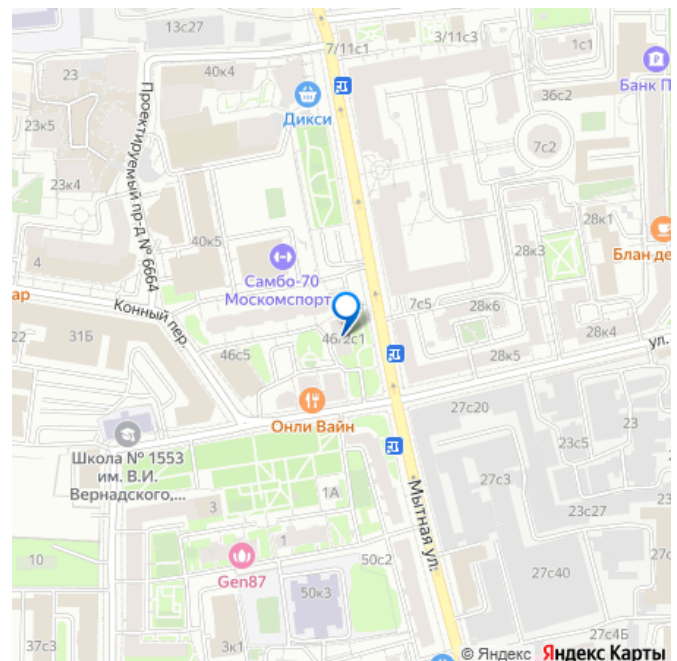 13с27
7/11с1
3/11с3
1с1
23
40к4
Дикси
Банк П
36с2
23к5
7с2
Проектируемый пр-д № 6664
23к4
28к1
40к5
28к3
Блан де
4
Самбо-70
Москомспорт
ар
Конный пер.
7с5
28к6
22
31Б
46/2с1
28к4
ул.
46с5
28к5
Онли Вайн
27с20
23
Школа № 1553
им. В.И.
Вернадского,...
23с5
27с3
1А
Мытная ул.
3
23с27
1
10
Gen87
50с2
27с
50к3
27с40
37с3
3к1
27с4Б
© Яндекс Яндекс Карты